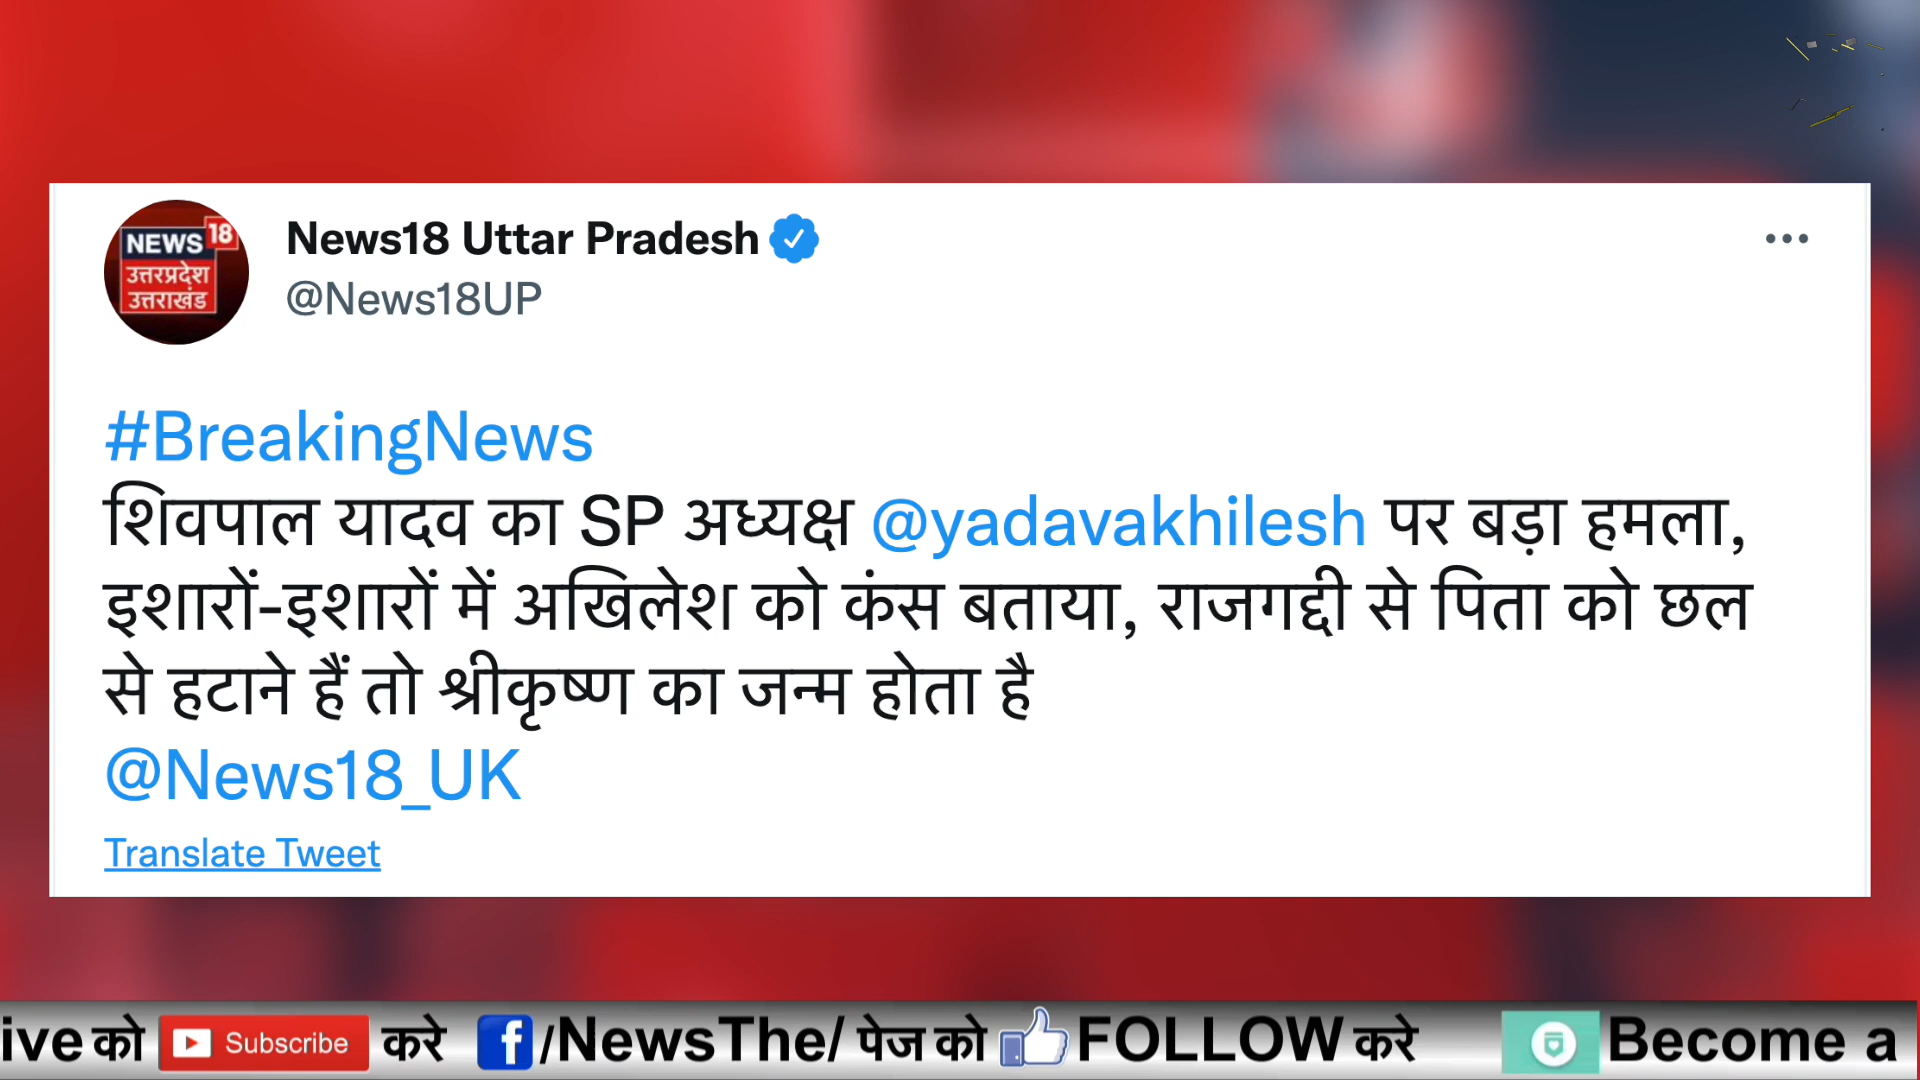 NEWS 18
उत्तरप्रदेश
उत्तराखंड
News18 Uttar Pradesh
@News18UP
#BreakingNews
शिवपाल यादव का SP अध्यक्ष @yadavakhilesh पर बड़ा हमला,
इशारों-इशारों में अखिलेश को कंस बताया, राजगद्दी से पिता को छल
से हटाने हैं तो श्रीकृष्ण का जन्म होता है
@News18_UK
Translate Tweet
ive को Subscribe करे f /NewsThe/ पेज को FOLLOW करे Become a